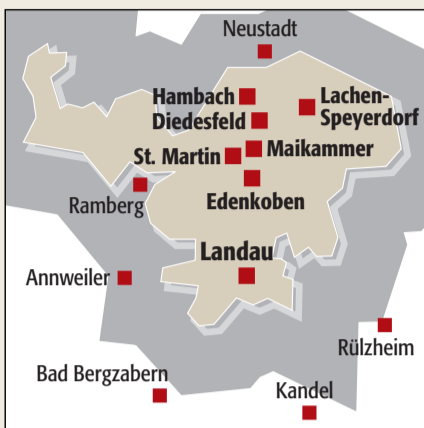 Neustadt
Hambach
Diedesfeld
Lachen-
Speyerdorf
St. Martin
Maikammer
Ramberg
Edenkoben
Landau
Annweiler
Rülzheim
Bad Bergzabern
Kandel